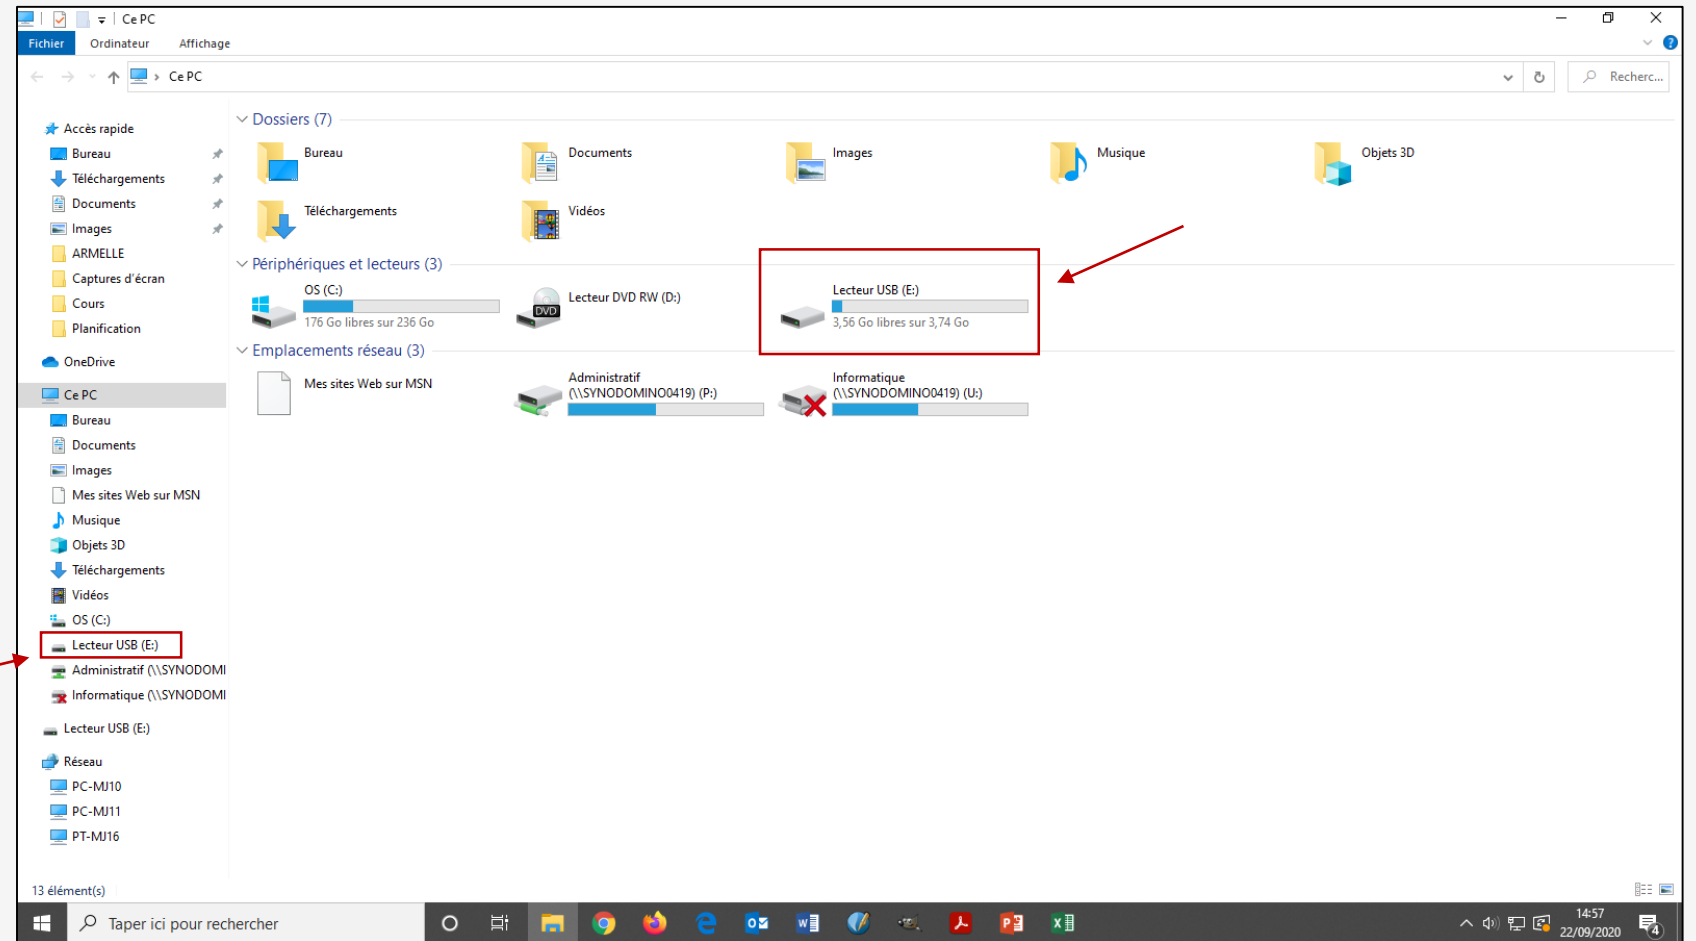 Ce PC
Fichier Ordinateur Affichage
Ce PC
Recherc...
Accès rapide
Bureau
Téléchargements
Documents
Images
ARMELLE
Captures d'écran
Cours
Planification
OneDrive
Ce PC
Bureau
Documents
Images
Mes sites Web sur MSN
Musique
Objets 3D
Téléchargements
Vidéos
OS (C:)
Lecteur USB (E:)
Administratif (\\SYNODOMI
Informatique (\\SYNODOMI
Lecteur USB (E:)
Réseau
PC-MJ10
PC-MJ11
PT-MJ16
Dossiers (7)
Bureau
Documents
Images
Musique
Objets 3D
Téléchargements
Vidéos
Périphériques et lecteurs (3)
OS (C:)
176 Go libres sur 236 Go
DVD
Lecteur DVD RW (D:)
Lecteur USB (E:)
3,56 Go libres sur 3,74 Go
Emplacements réseau (3)
Mes sites Web sur MSN
Administratif
(\\SYNODOMINO0419) (P:)
Informatique
(\\SYNODOMINO0419) (U:)
13 élément(s)
Taper ici pour rechercher
14:57
22/09/2020
4